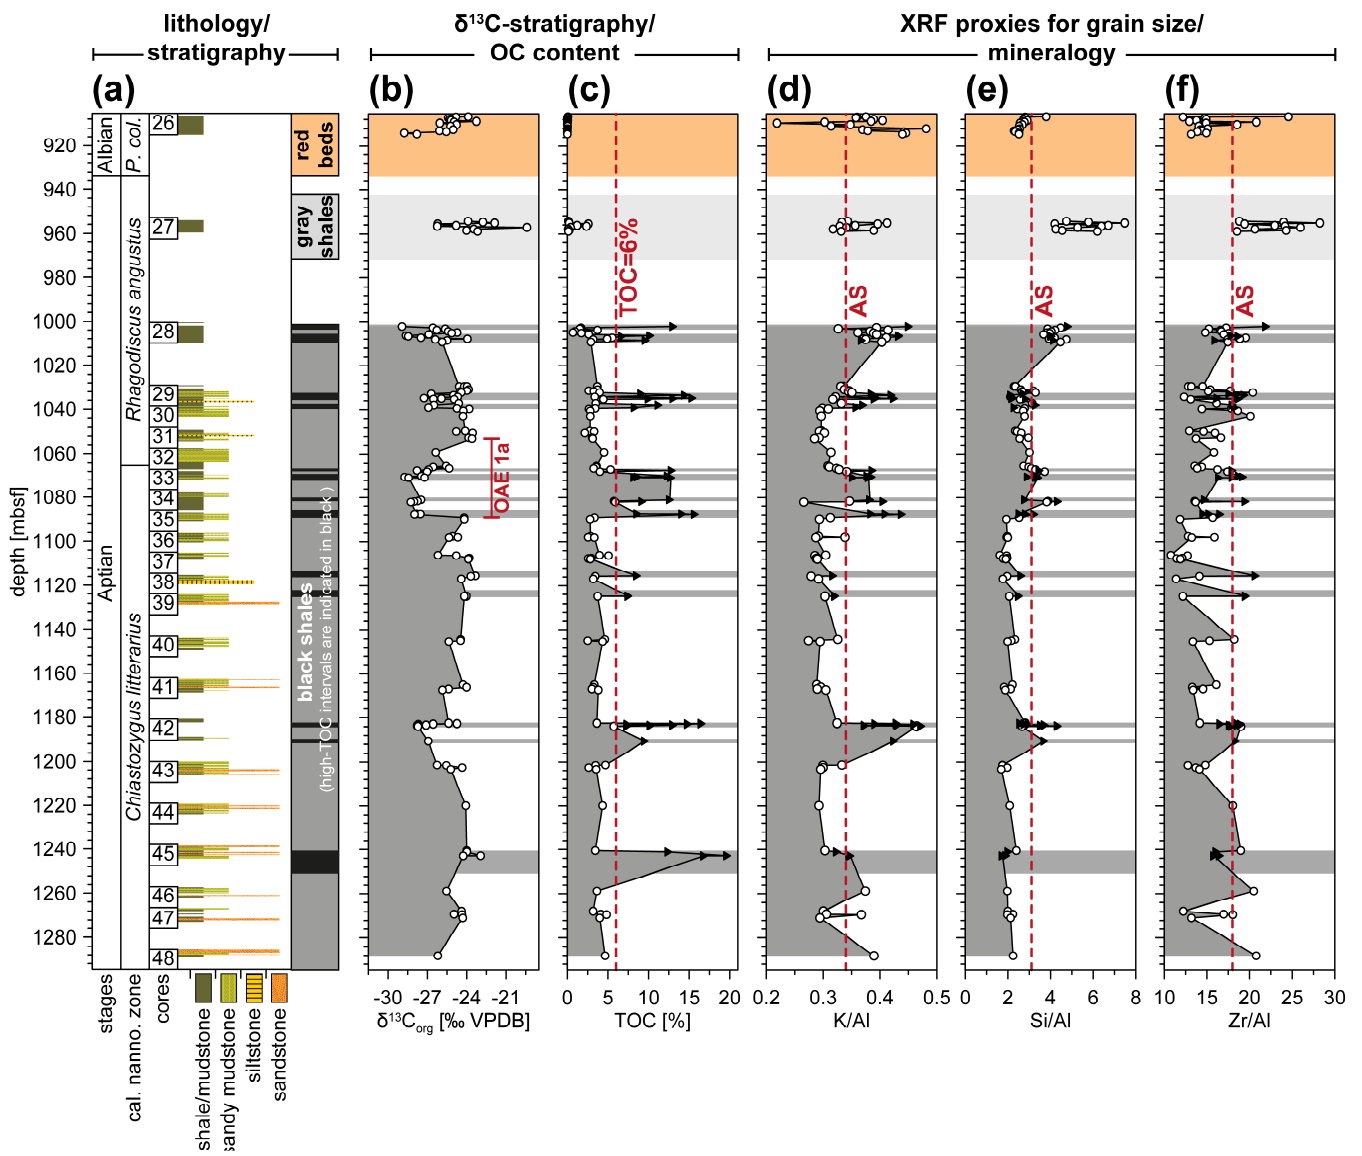 lithology/
stratigraphy
δ¹³C-stratigraphy/
OC content
XRF proxies for grain size/
mineralogy
(a)
(b)
(c)
(d)
(e)
(f)
depth [mbsf]
920
940
960
980
1000
1020
1040
1060
1080
1100
1120
1140
1160
1180
1200
1220
1240
1260
1280
Albian
Aptian
P. col.
Rhagodiscus angustus
Chiastozygus litterarius
26
27
28
29
30
31
32
33
34
35
36
37
38
39
40
41
42
43
44
45
46
47
48
red
beds
gray
shales
black shales
(high-TOC intervals are indicated in black )
OAE 1a
TOC=6%
AS
AS
AS
-30 -27 -24 -21
0 5 10 15 20
0.2 0.3 0.4 0.5
0 2 4 6 8
10 15 20 25 30
δ¹³Corg [‰ VPDB]
TOC [%]
K/Al
Si/Al
Zr/Al
stages
cal. nanno. zone
cores
shale/mudstone
sandy mudstone
siltstone
sandstone